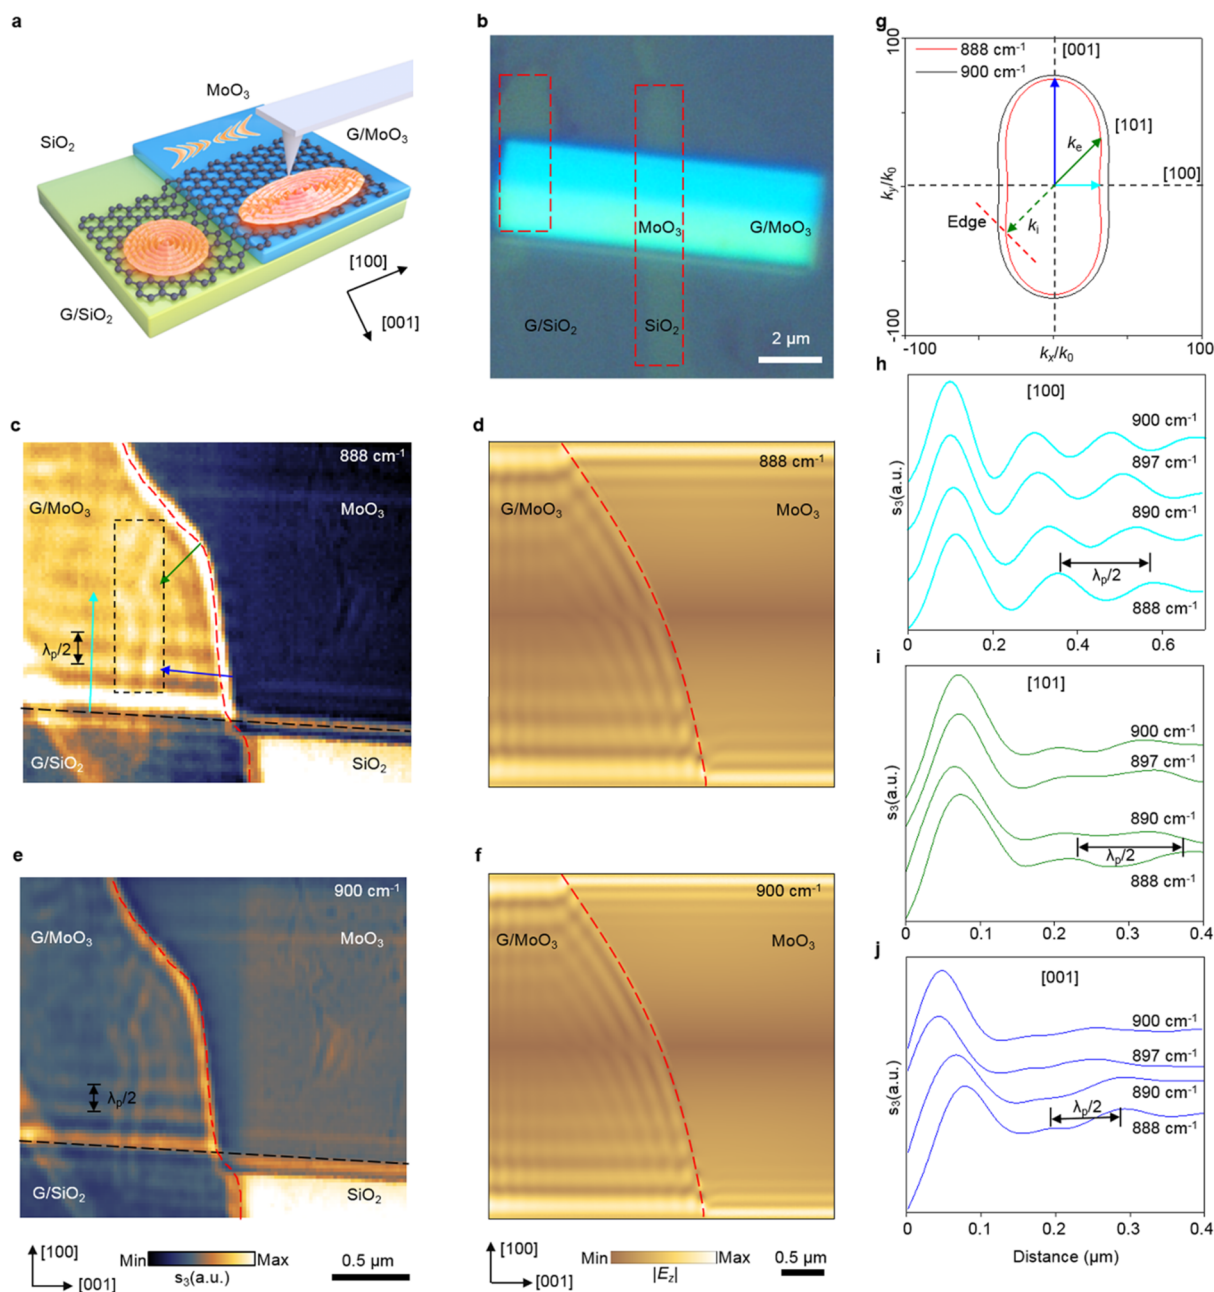 a
MoO₃
SiO₂
G/MoO₃
[100]
[001]
G/SiO₂
b
MoO₃
G/MoO₃
G/SiO₂
SiO₂
2 μm
g
100
888 cm⁻¹
900 cm⁻¹
[001]
[101]
kₑ
[100]
kᵧ/k₀
Edge
kᵢ
-100
-100
kₓ/k₀
100
c
888 cm⁻¹
G/MoO₃
MoO₃
λₚ/2
G/SiO₂
SiO₂
d
888 cm⁻¹
G/MoO₃
MoO₃
h
[100]
900 cm⁻¹
897 cm⁻¹
890 cm⁻¹
λₚ/2
888 cm⁻¹
s₃(a.u.)
0
0.2
0.4
0.6
i
[101]
900 cm⁻¹
897 cm⁻¹
890 cm⁻¹
λₚ/2
888 cm⁻¹
s₃(a.u.)
0
0.1
0.2
0.3
0.4
e
900 cm⁻¹
G/MoO₃
MoO₃
λₚ/2
G/SiO₂
SiO₂
[100]
[001]
Min
Max
s₃(a.u.)
0.5 μm
f
900 cm⁻¹
G/MoO₃
MoO₃
[100]
[001]
Min
Max
|E𝓏|
0.5 μm
j
[001]
900 cm⁻¹
897 cm⁻¹
890 cm⁻¹
λₚ/2
888 cm⁻¹
s₃(a.u.)
0
0.1
0.2
0.3
0.4
Distance (μm)